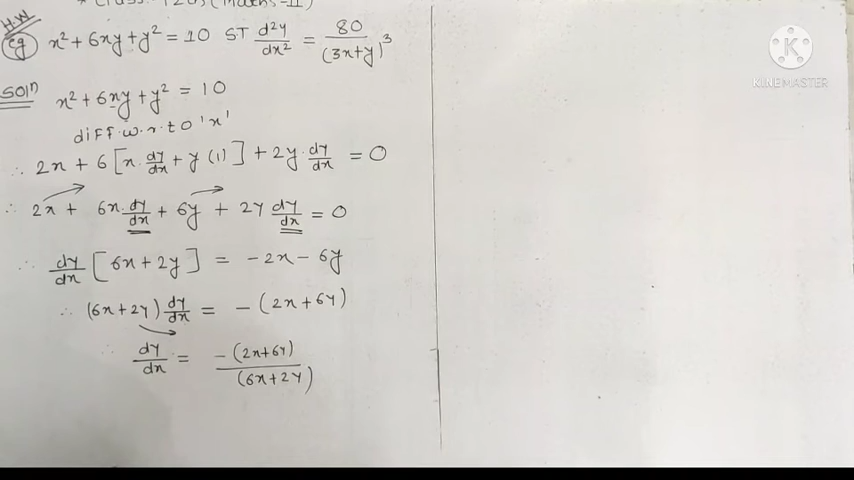 H.W
eg x² + 6xy + y² = 10 ST d²y/dx² = 80/(3x+y)³
Soln x² + 6xy + y² = 10
diff. w.r.to 'x'
∴ 2x + 6[x.dy/dx + y(1)] + 2y.dy/dx = 0
∴ 2x + 6x.dy/dx + 6y + 2y dy/dx = 0
∴ dy/dx [6x + 2y] = -2x - 6y
∴ (6x+2y) dy/dx = -(2x+6y)
∴ dy/dx = -(2x+6y)/(6x+2y)
K
KINEMASTER